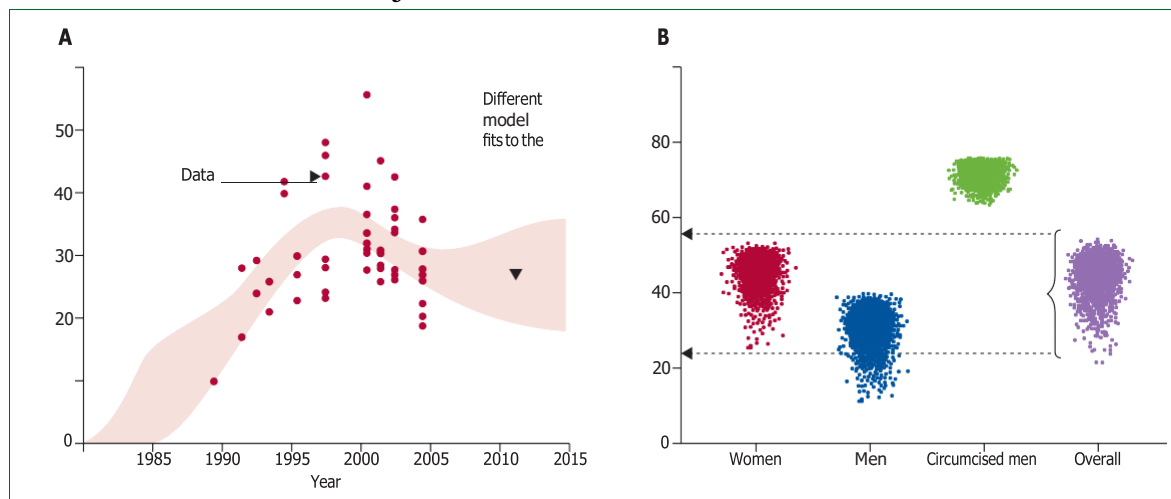 A
B
Different
model
fits to the
Data
50
40
30
20
0
1985 1990 1995 2000 2005 2010 2015
Year
80
60
40
20
0
Women Men Circumcised men Overall